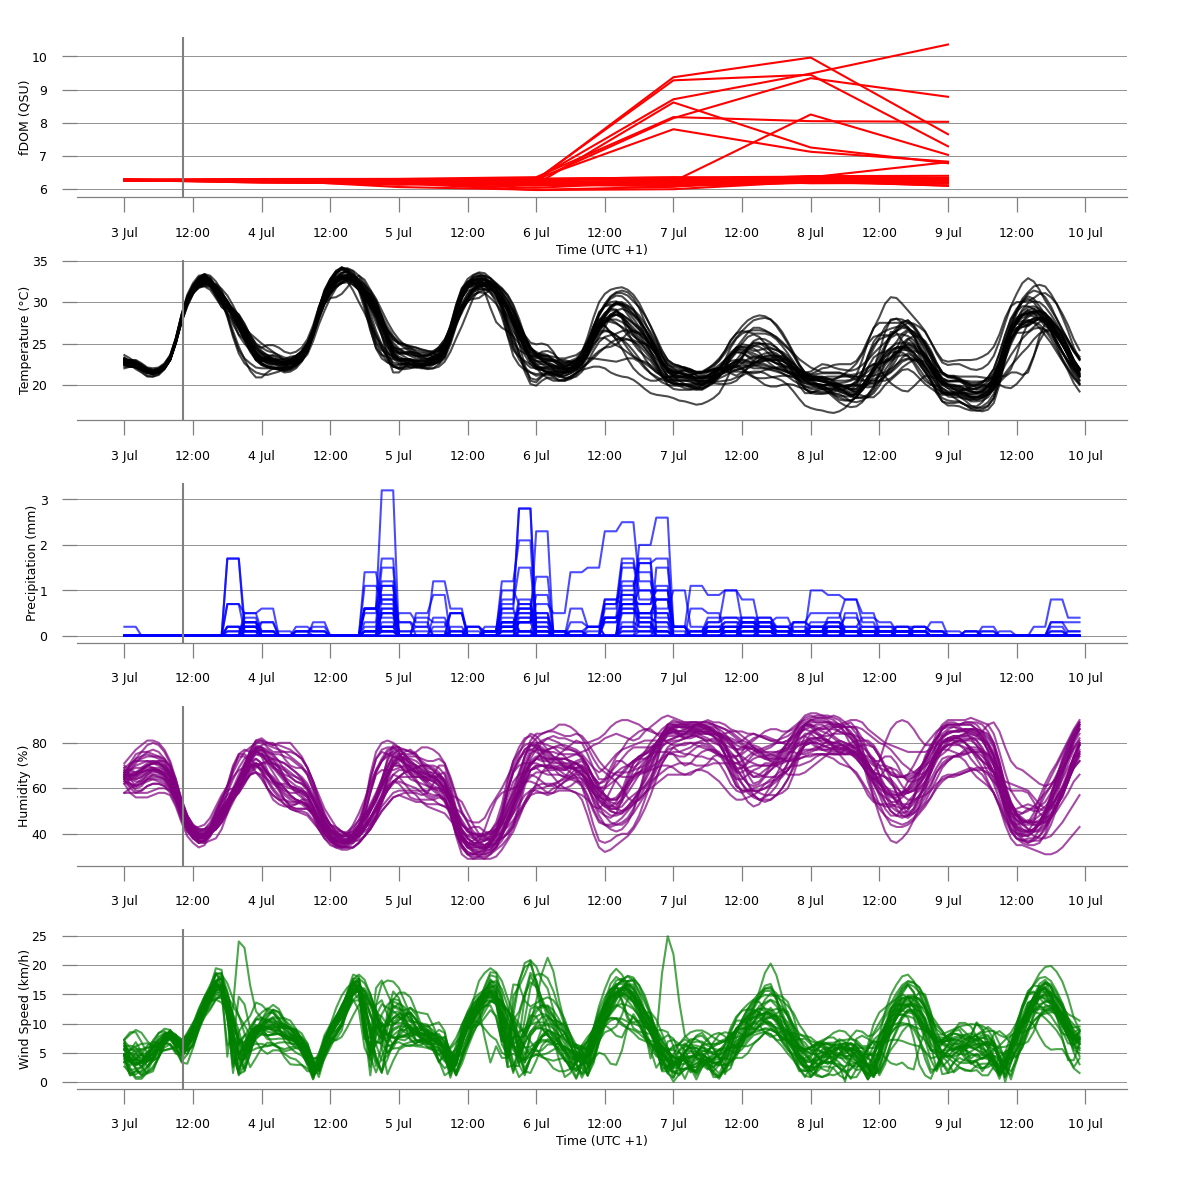 10
9
8
7
6
fDOM (QSU)
3 Jul 12:00 4 Jul 12:00 5 Jul 12:00 6 Jul 12:00 7 Jul 12:00 8 Jul 12:00 9 Jul 12:00 10 Jul
Time (UTC +1)
35
30
25
20
Temperature (°C)
3 Jul 12:00 4 Jul 12:00 5 Jul 12:00 6 Jul 12:00 7 Jul 12:00 8 Jul 12:00 9 Jul 12:00 10 Jul
3
2
1
0
Precipitation (mm)
3 Jul 12:00 4 Jul 12:00 5 Jul 12:00 6 Jul 12:00 7 Jul 12:00 8 Jul 12:00 9 Jul 12:00 10 Jul
80
60
40
Humidity (%)
3 Jul 12:00 4 Jul 12:00 5 Jul 12:00 6 Jul 12:00 7 Jul 12:00 8 Jul 12:00 9 Jul 12:00 10 Jul
25
20
15
10
5
0
Wind Speed (km/h)
3 Jul 12:00 4 Jul 12:00 5 Jul 12:00 6 Jul 12:00 7 Jul 12:00 8 Jul 12:00 9 Jul 12:00 10 Jul
Time (UTC +1)